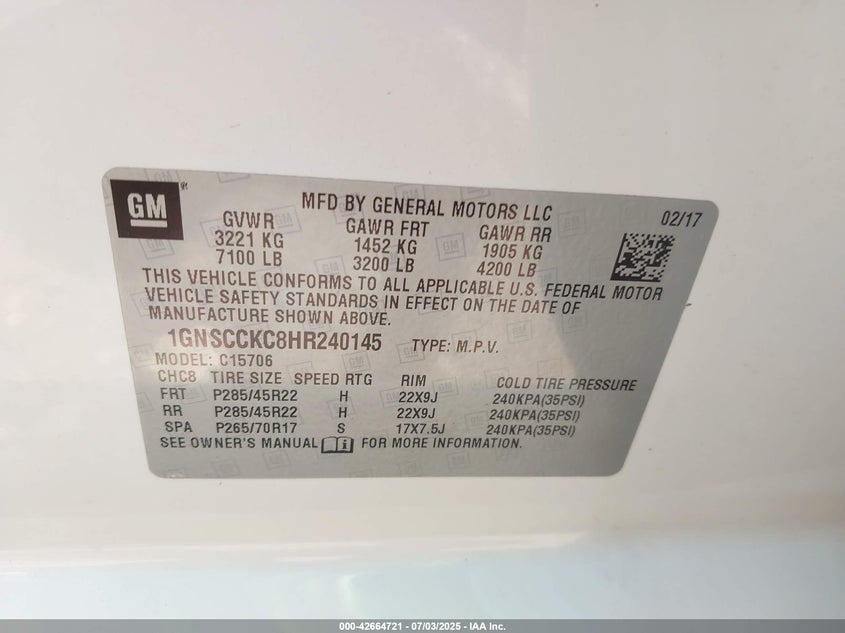 GM
MFD BY GENERAL MOTORS LLC
02/17
GVWR GAWR FRT GAWR RR
3221 KG 1452 KG 1905 KG
7100 LB 3200 LB 4200 LB
THIS VEHICLE CONFORMS TO ALL APPLICABLE U.S. FEDERAL MOTOR
VEHICLE SAFETY STANDARDS IN EFFECT ON THE DATE OF
MANUFACTURE SHOWN ABOVE.
1GNSCCKC8HR240145 TYPE: M.P.V.
MODEL: C15706
CHC8 TIRE SIZE SPEED RTG RIM COLD TIRE PRESSURE
FRT P285/45R22 H 22X9J 240KPA(35PSI)
RR P285/45R22 H 22X9J 240KPA(35PSI)
SPA P265/70R17 S 17X7.5J 240KPA(35PSI)
SEE OWNER'S MANUAL FOR MORE INFORMATION.
000-42664721 - 07/03/2025 - IAA Inc.